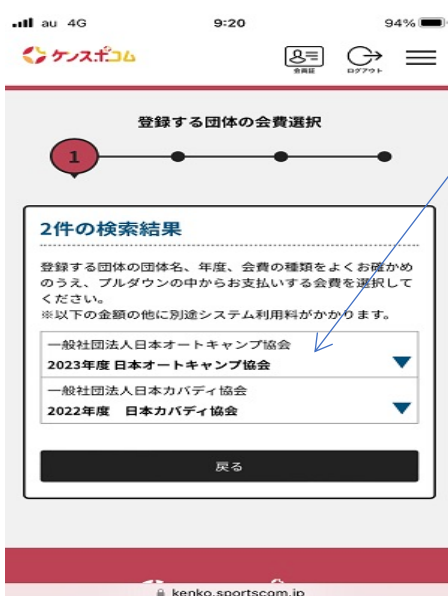 au 4G 9:20 94%
ケンスポコム 会員証 ログアウト
登録する団体の会費選択
1
2件の検索結果
登録する団体の団体名、年度、会費の種類をよくお確かめ
のうえ、プルダウンの中からお支払いする会費を選択して
ください。
※以下の金額の他に別途システム利用料がかかります。
一般社団法人日本オートキャンプ協会
2023年度 日本オートキャンプ協会
一般社団法人日本カバディ協会
2022年度　日本カバディ協会
戻る
kenko.sportscom.jp